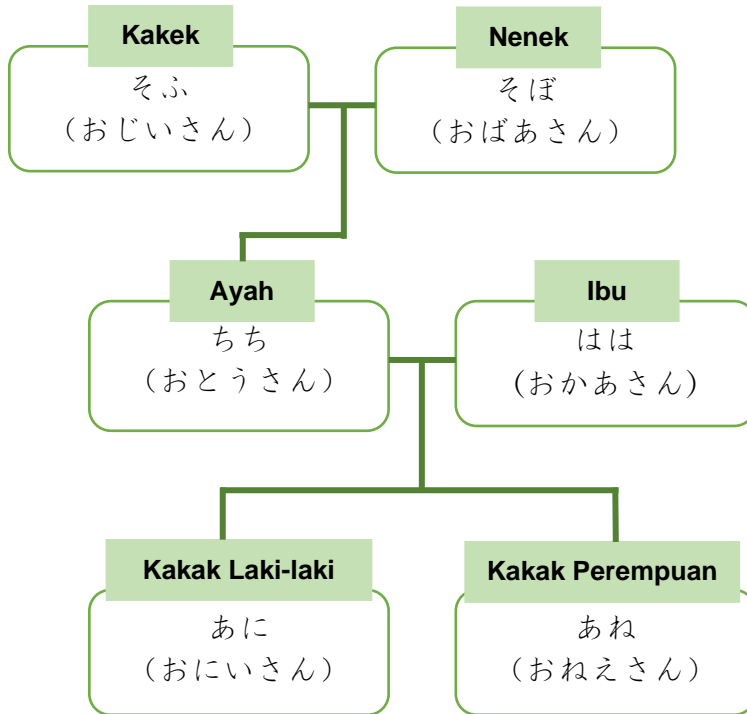 Kakek
そふ
(おじいさん)
Nenek
そぼ
(おばあさん)
Ayah
ちち
(おとうさん)
Ibu
はは
(おかあさん)
Kakak Laki-laki
あに
(おにいさん)
Kakak Perempuan
あね
(おねえさん)